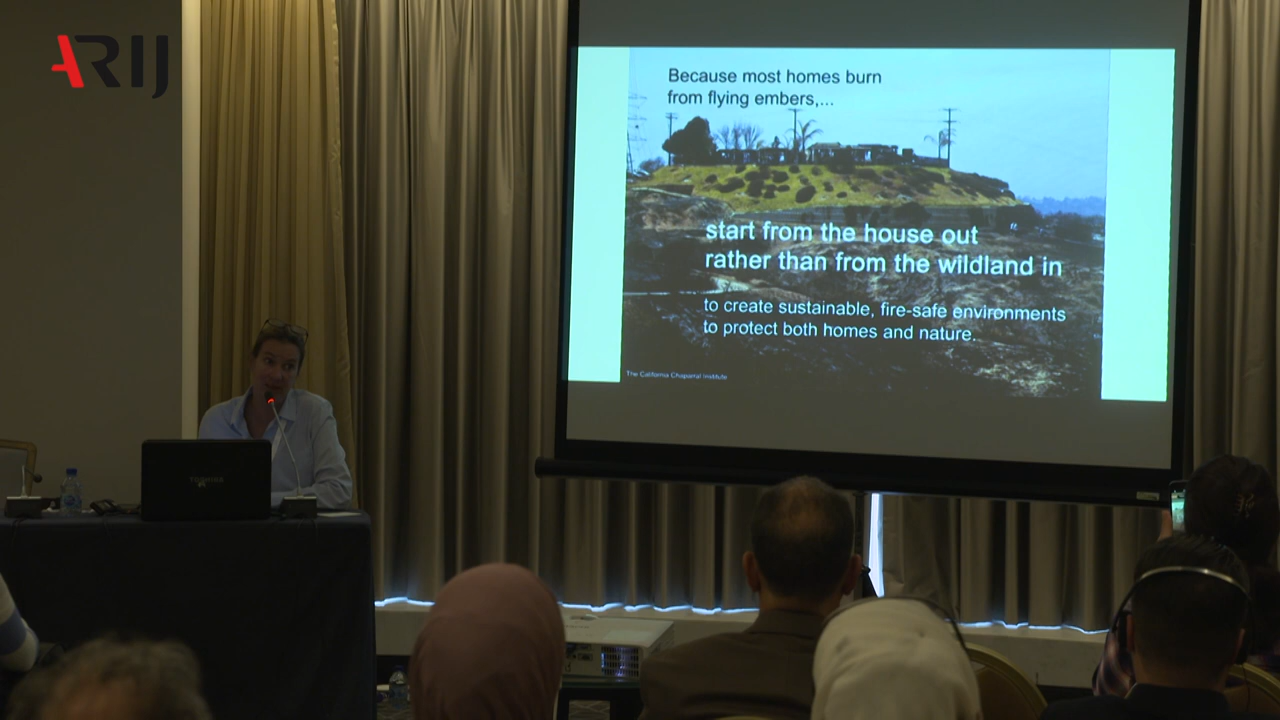 ARIJ
Because most homes burn
from flying embers,...
start from the house out
rather than from the wildland in
to create sustainable, fire-safe environments
to protect both homes and nature.
The California Chaparral Institute
TOSHIBA